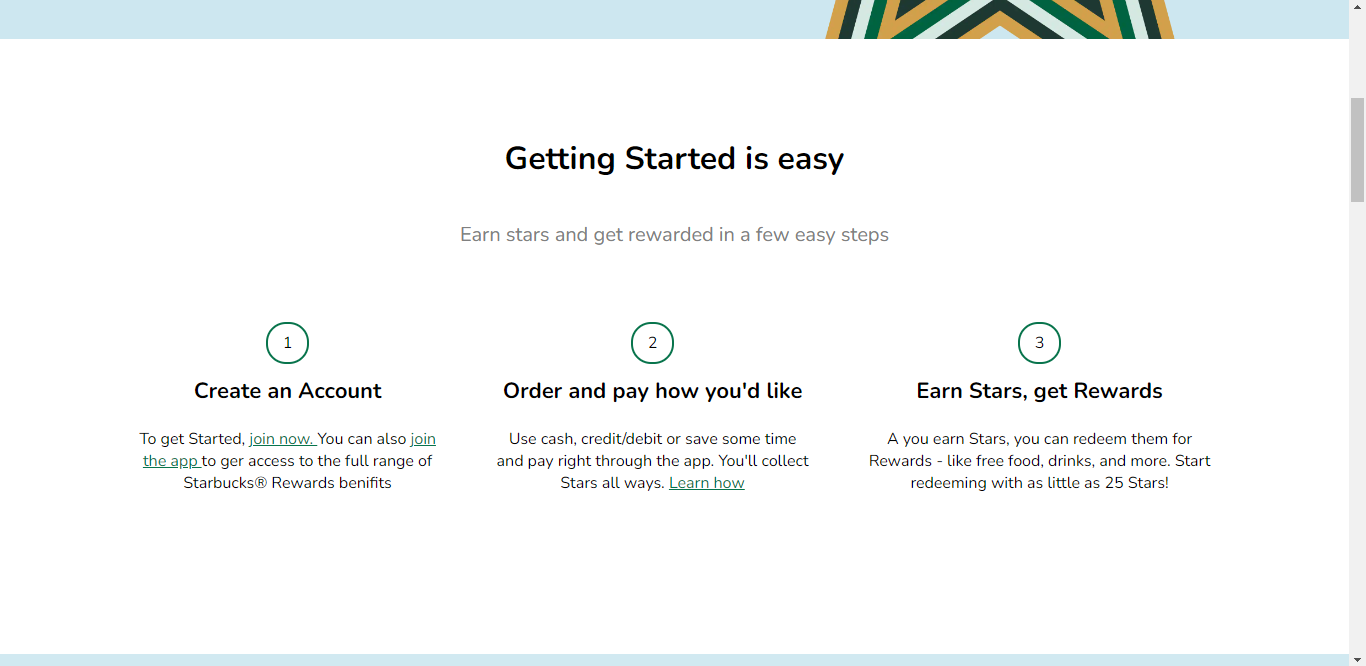 Getting Started is easy
Earn stars and get rewarded in a few easy steps
1
Create an Account
To get Started, join now. You can also join
the app to ger access to the full range of
Starbucks® Rewards benifits
2
Order and pay how you'd like
Use cash, credit/debit or save some time
and pay right through the app. You'll collect
Stars all ways. Learn how
3
Earn Stars, get Rewards
A you earn Stars, you can redeem them for
Rewards - like free food, drinks, and more. Start
redeeming with as little as 25 Stars!